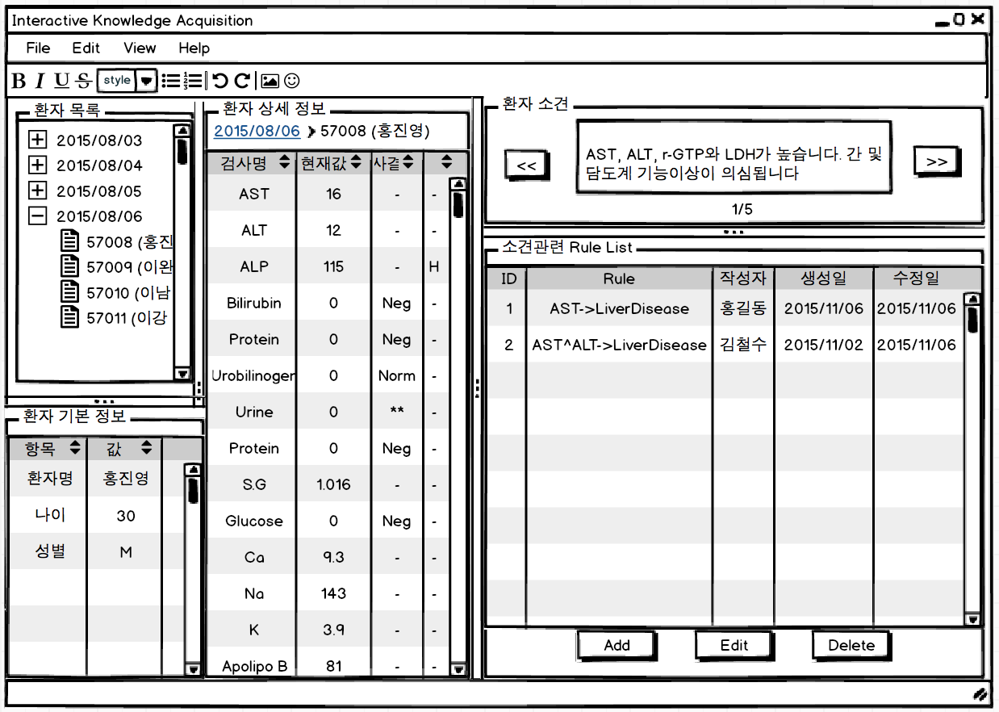 Interactive Knowledge Acquisition
File Edit View Help
B I U S style
환자 목록
2015/08/03
2015/08/04
2015/08/05
2015/08/06
57008 (홍진
57009 (이완
57010 (이남
57011 (이강
환자 기본 정보
항목 값
환자명 홍진영
나이 30
성별 M
환자 상세 정보
2015/08/06 57008 (홍진영)
검사명 현재값 사결
AST 16 - -
ALT 12 - -
ALP 115 - H
Bilirubin 0 Neg -
Protein 0 Neg -
Urobilinoger 0 Norm -
Urine 0 ** -
Protein 0 Neg -
S.G 1.016 - -
Glucose 0 Neg -
Ca 9.3 - -
Na 143 - -
K 3.9 - -
Apolipo B 81 - -
환자 소견
<<
AST, ALT, r-GTP와 LDH가 높습니다. 간 및
담도계 기능이상이 의심됩니다
>>
1/5
소견관련 Rule List
ID Rule 작성자 생성일 수정일
1 AST->LiverDisease 홍길동 2015/11/06 2015/11/06
2 AST^ALT->LiverDisease 김철수 2015/11/02 2015/11/06
Add Edit Delete